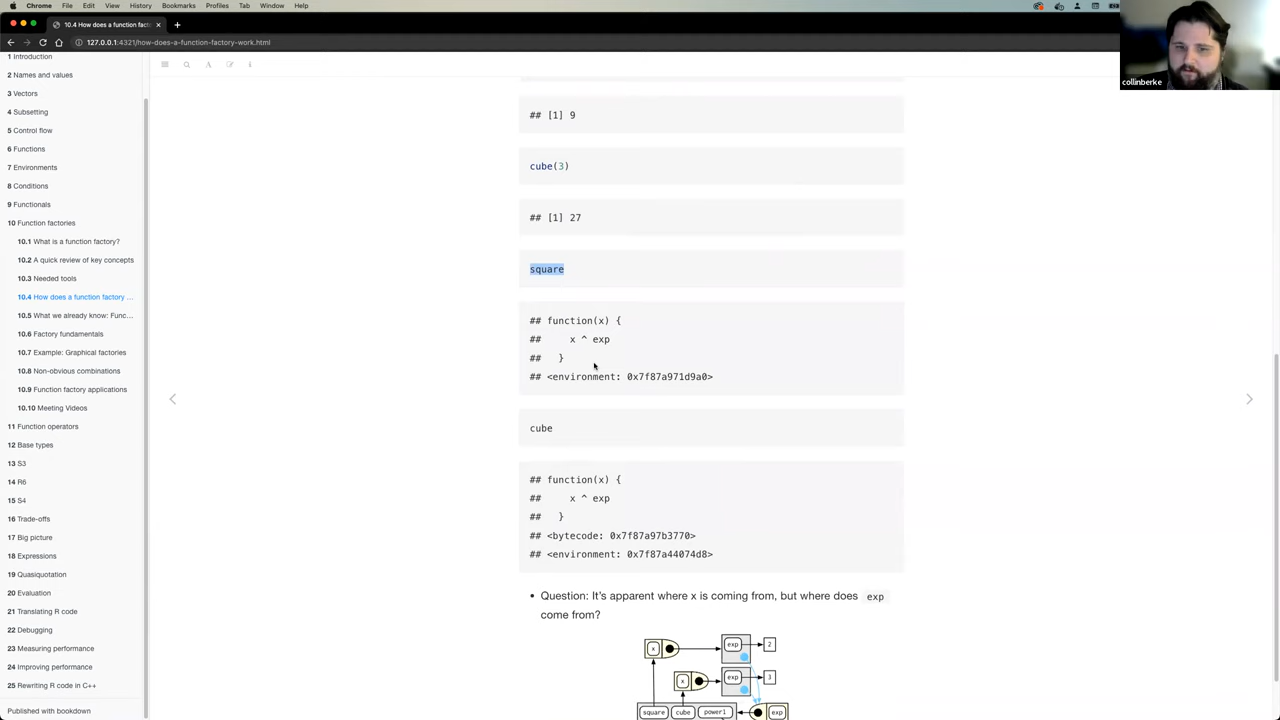 Chrome File Edit View History Bookmarks Profiles Tab Window Help
10.4 How does a function fact
127.0.0.1:4321/how-does-a-function-factory-work.html
collinberke
1 Introduction
2 Names and values
3 Vectors
4 Subsetting
5 Control flow
6 Functions
7 Environments
8 Conditions
9 Functionals
10 Function factories
10.1 What is a function factory?
10.2 A quick review of key concepts
10.3 Needed tools
10.4 How does a function factory ...
10.5 What we already know: Func...
10.6 Factory fundamentals
10.7 Example: Graphical factories
10.8 Non-obvious combinations
10.9 Function factory applications
10.10 Meeting Videos
11 Function operators
12 Base types
13 S3
14 R6
15 S4
16 Trade-offs
17 Big picture
18 Expressions
19 Quasiquotation
20 Evaluation
21 Translating R code
22 Debugging
23 Measuring performance
24 Improving performance
25 Rewriting R code in C++
Published with bookdown
## [1] 9
cube(3)
## [1] 27
square
## function(x) {
##     x ^ exp
##   }
## <environment: 0x7f87a971d9a0>
cube
## function(x) {
##     x ^ exp
##   }
## <bytecode: 0x7f87a97b3770>
## <environment: 0x7f87a44074d8>
• Question: It's apparent where x is coming from, but where does exp
come from?
x exp 2
x exp 3
square cube power1 exp